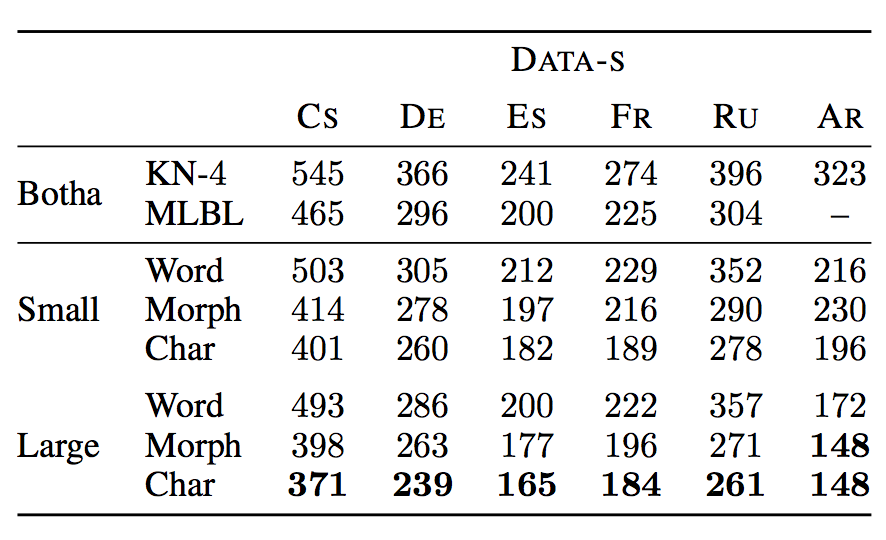 DATA-S
CS DE ES FR RU AR
Botha KN-4 545 366 241 274 396 323
MLBL 465 296 200 225 304 –
Small Word 503 305 212 229 352 216
Morph 414 278 197 216 290 230
Char 401 260 182 189 278 196
Large Word 493 286 200 222 357 172
Morph 398 263 177 196 271 148
Char 371 239 165 184 261 148